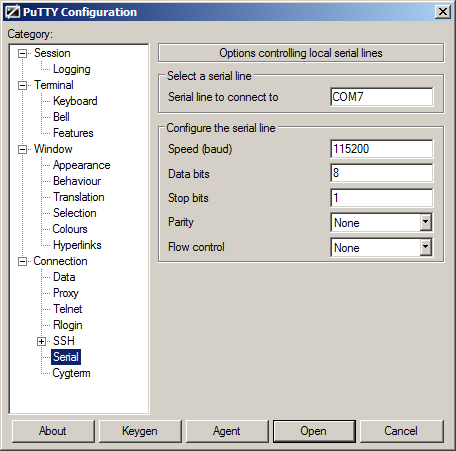 PuTTY Configuration
Category:
Session
Logging
Terminal
Keyboard
Bell
Features
Window
Appearance
Behaviour
Translation
Selection
Colours
Hyperlinks
Connection
Data
Proxy
Telnet
Rlogin
SSH
Serial
Cygterm
Options controlling local serial lines
Select a serial line
Serial line to connect to COM7
Configure the serial line
Speed (baud) 115200
Data bits 8
Stop bits 1
Parity None
Flow control None
About Keygen Agent Open Cancel